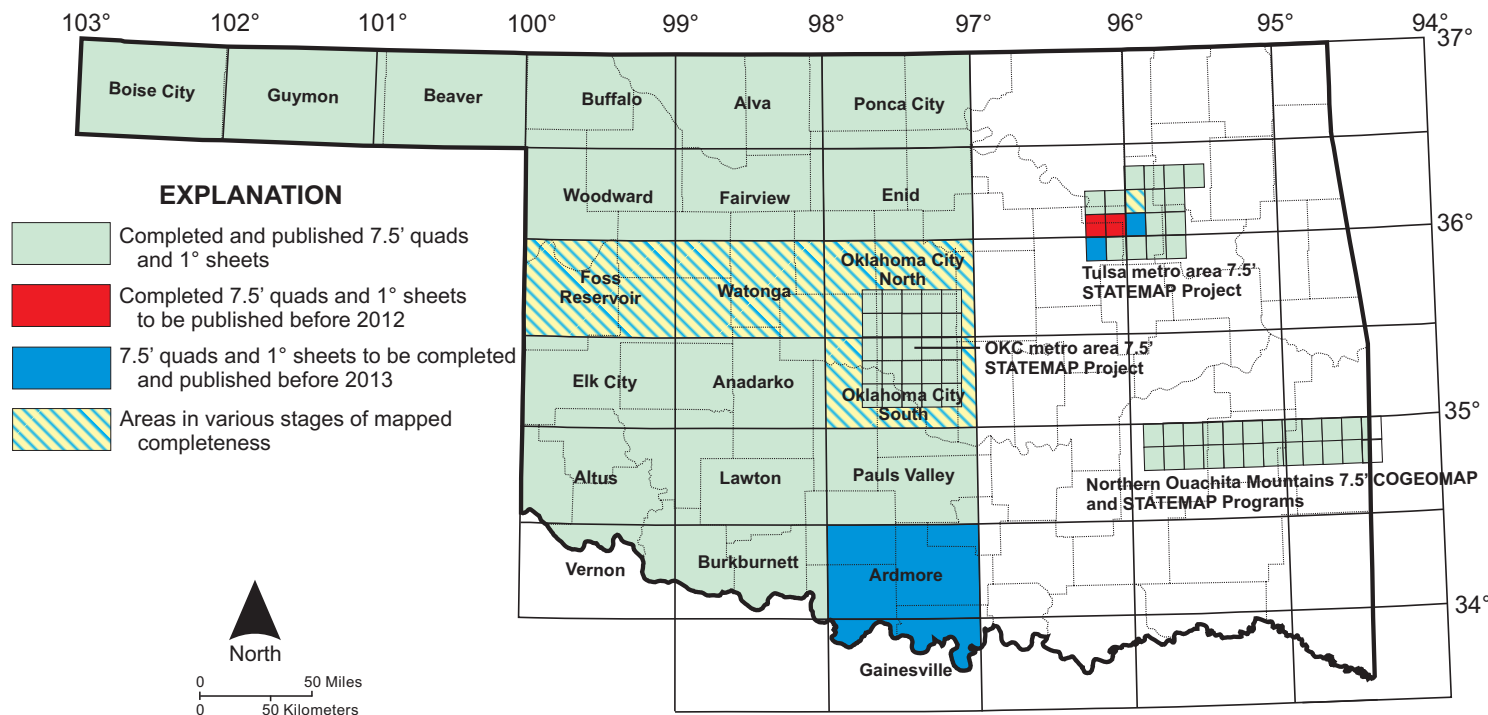 103° 102° 101° 100° 99° 98° 97° 96° 95° 94°
37°
Boise City
Guymon
Beaver
Buffalo
Alva
Ponca City
EXPLANATION
Completed and published 7.5’ quads
and 1° sheets
Completed 7.5’ quads and 1° sheets
to be published before 2012
7.5’ quads and 1° sheets to be completed
and published before 2013
Areas in various stages of mapped
completeness
Woodward
Fairview
Enid
36°
Foss
Reservoir
Watonga
Oklahoma City
North
Tulsa metro area 7.5’
STATEMAP Project
OKC metro area 7.5’
STATEMAP Project
Elk City
Anadarko
Oklahoma City
South
35°
Altus
Lawton
Pauls Valley
Northern Ouachita Mountains 7.5’ COGEOMAP
and STATEMAP Programs
Vernon
Burkburnett
Ardmore
34°
Gainesville
North
0 50 Miles
0 50 Kilometers